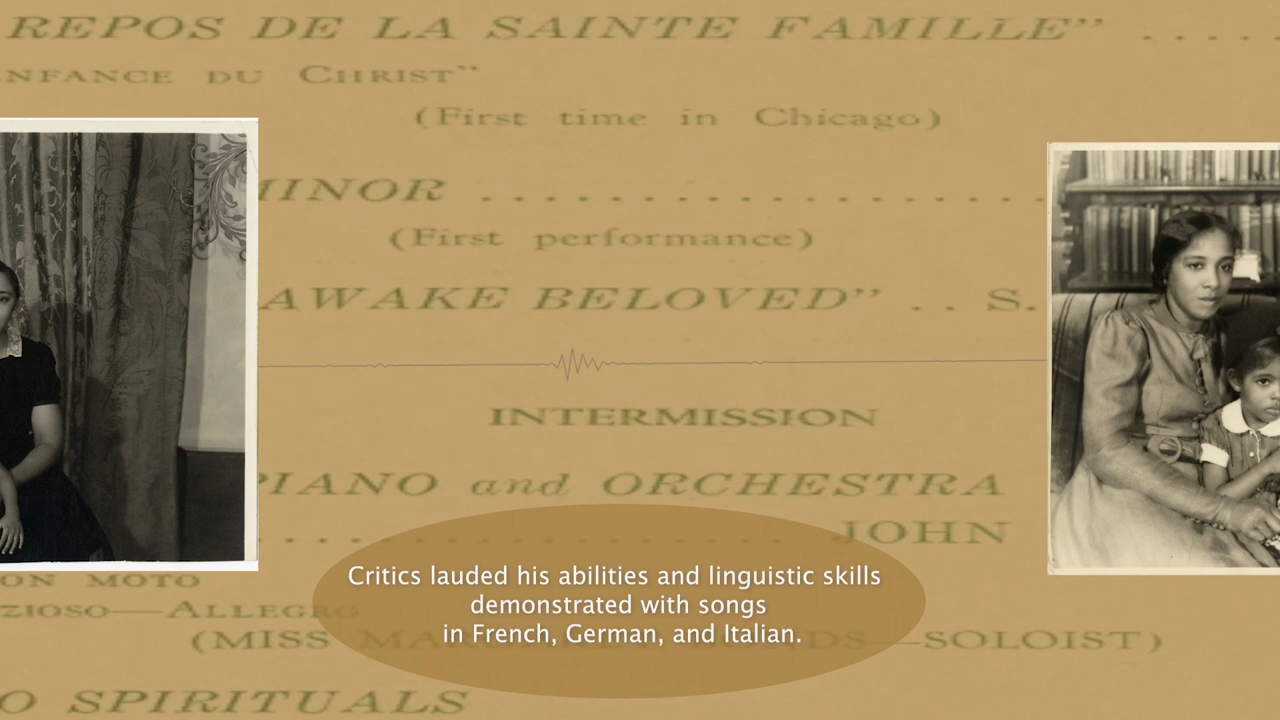 REPOS DE LA SAINTE FAMILLE” . . . .
NFANCE DU CHRIST”
(First time in Chicago)
MINOR . . . . . . . . . . . . . . . . . .
(First performance)
AWAKE BELOVED” . . S.
INTERMISSION
PIANO and ORCHESTRA
. . . . . . . . . . . . . . . . JOHN
Critics lauded his abilities and linguistic skills
demonstrated with songs
in French, German, and Italian.
ON MOTO
ZIOSO—ALLEGRO
(MISS DS—SOLOIST)
O SPIRITUALS